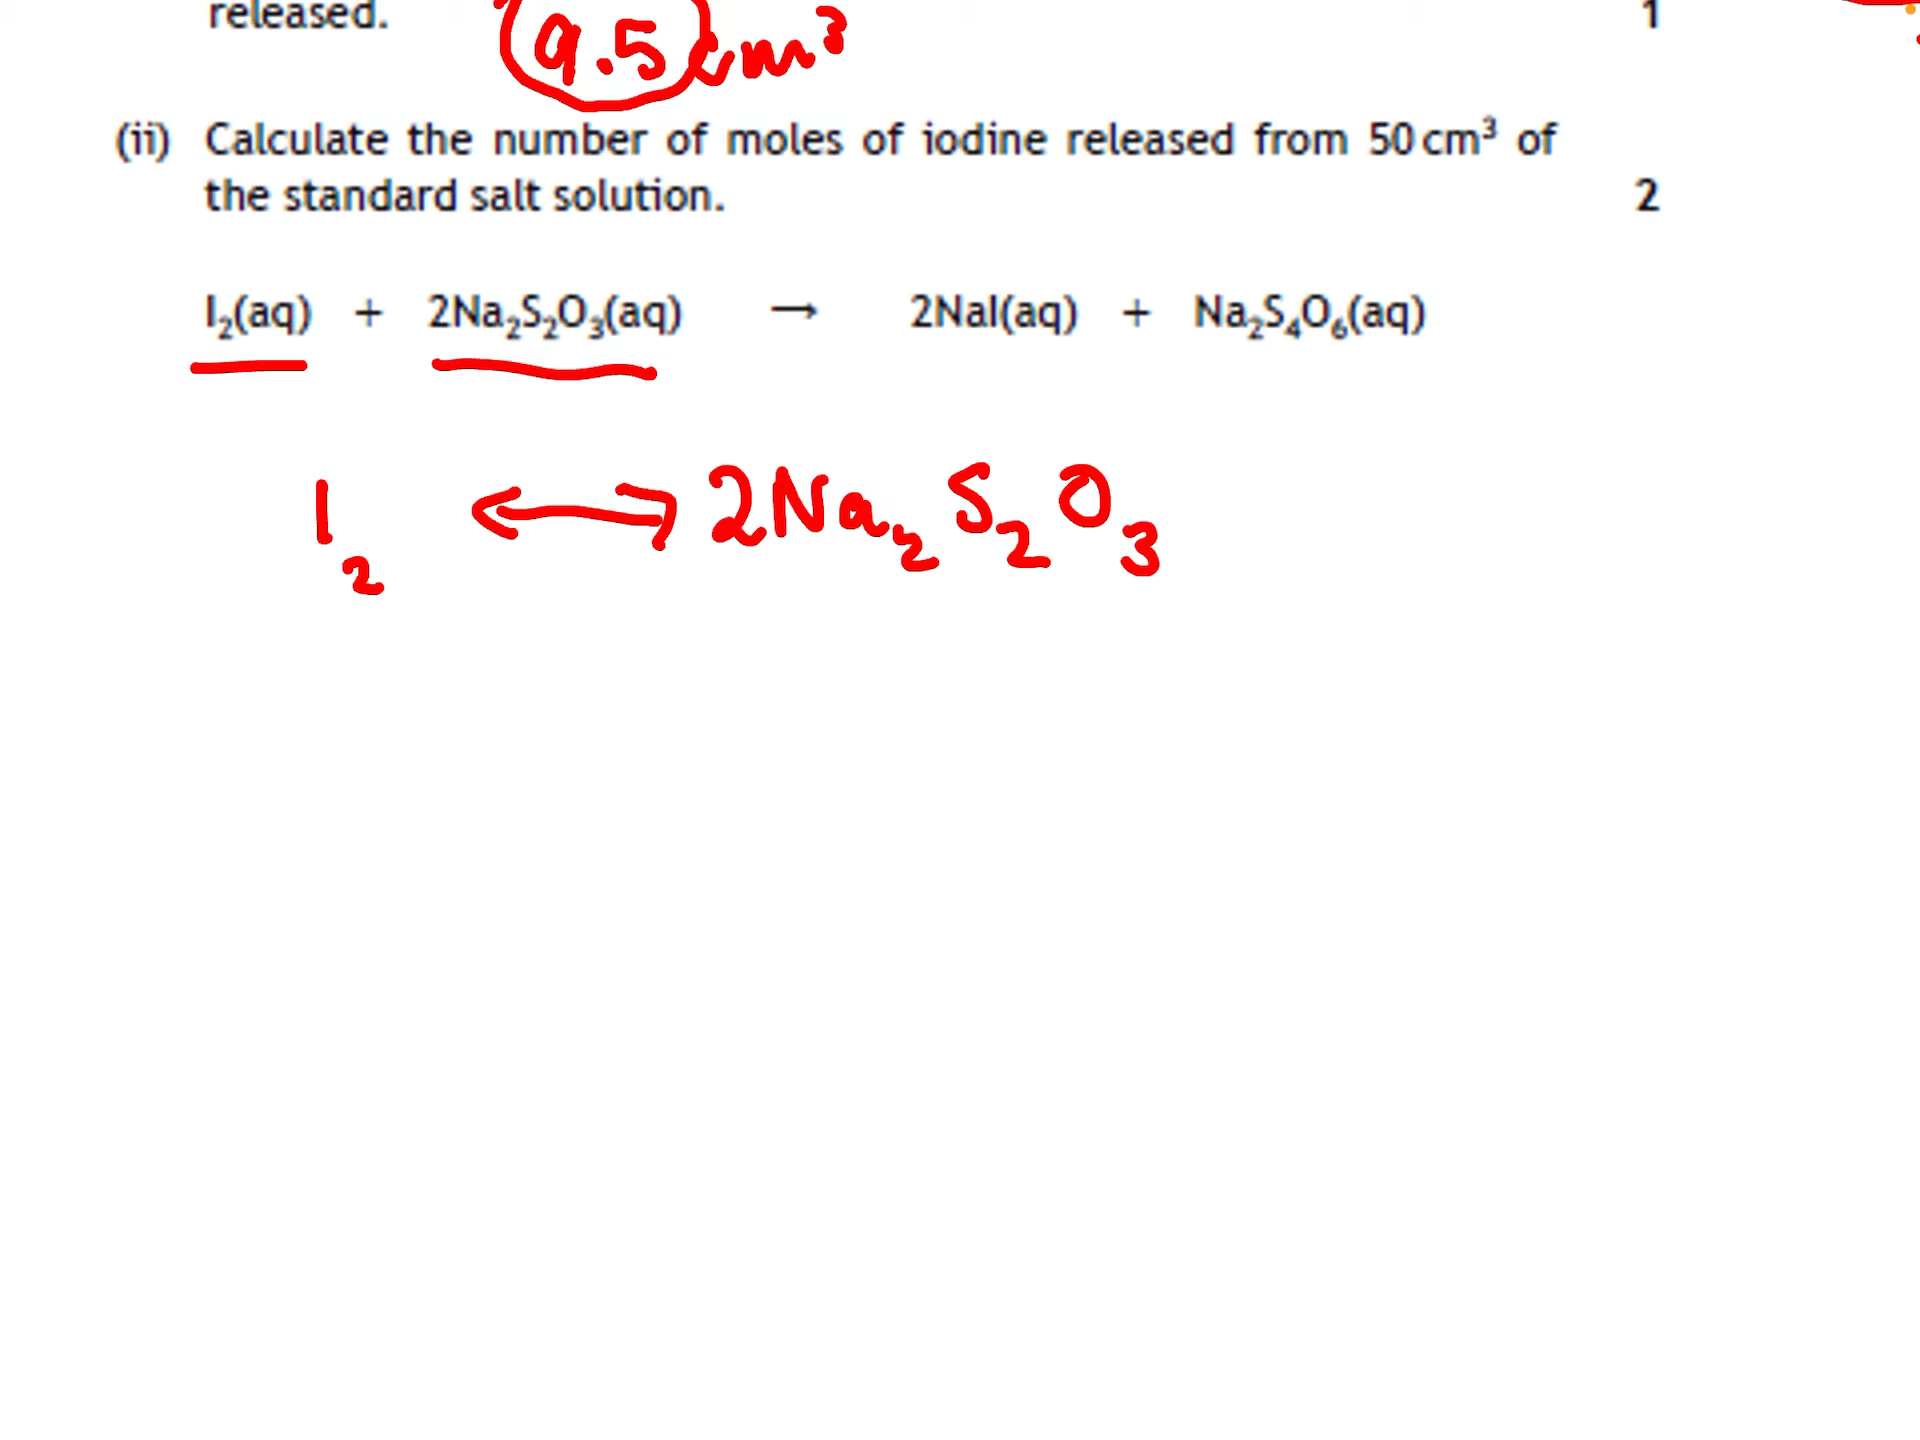 released. 9.5 cm³ 1
(ii) Calculate the number of moles of iodine released from 50 cm³ of
the standard salt solution. 2
I₂(aq) + 2Na₂S₂O₃(aq) → 2NaI(aq) + Na₂S₄O₆(aq)
I₂ ⟷ 2Na₂S₂O₃